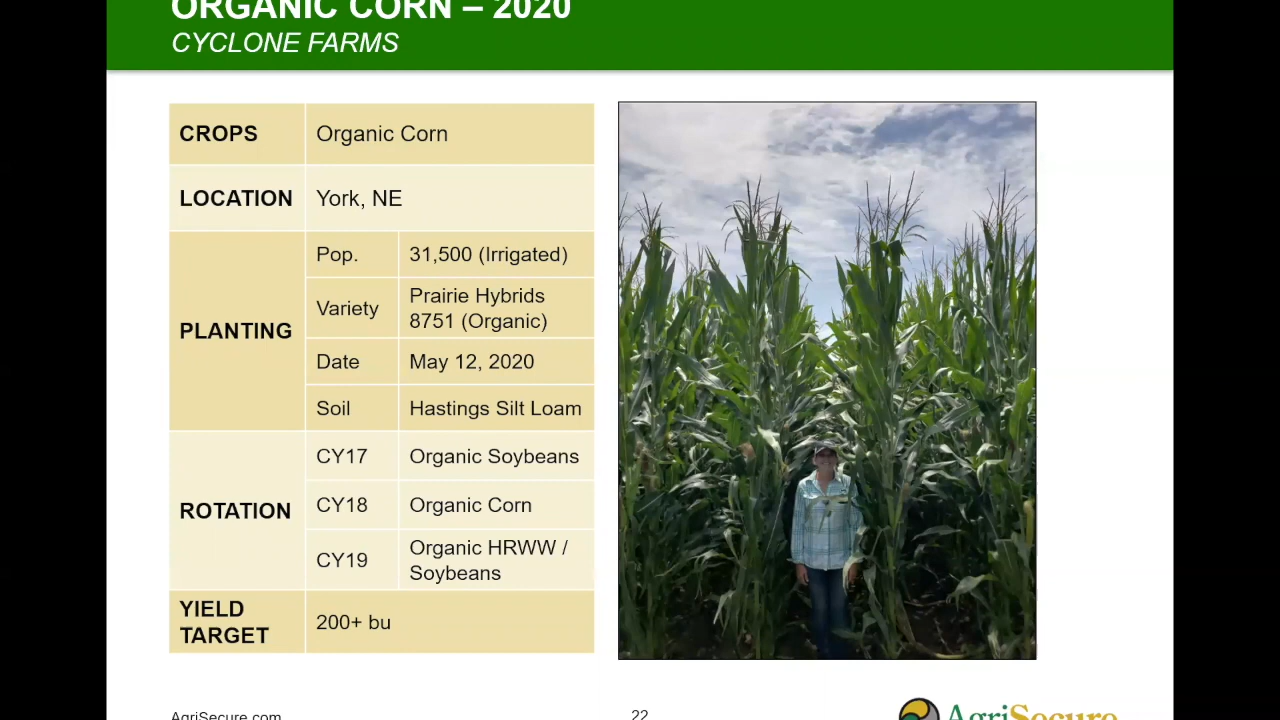 ORGANIC CORN – 2020
CYCLONE FARMS
CROPS
Organic Corn
LOCATION
York, NE
PLANTING
Pop.
31,500 (Irrigated)
Variety
Prairie Hybrids
8751 (Organic)
Date
May 12, 2020
Soil
Hastings Silt Loam
ROTATION
CY17
Organic Soybeans
CY18
Organic Corn
CY19
Organic HRWW /
Soybeans
YIELD
TARGET
200+ bu
AgriSecure.com
22
AgriSecure